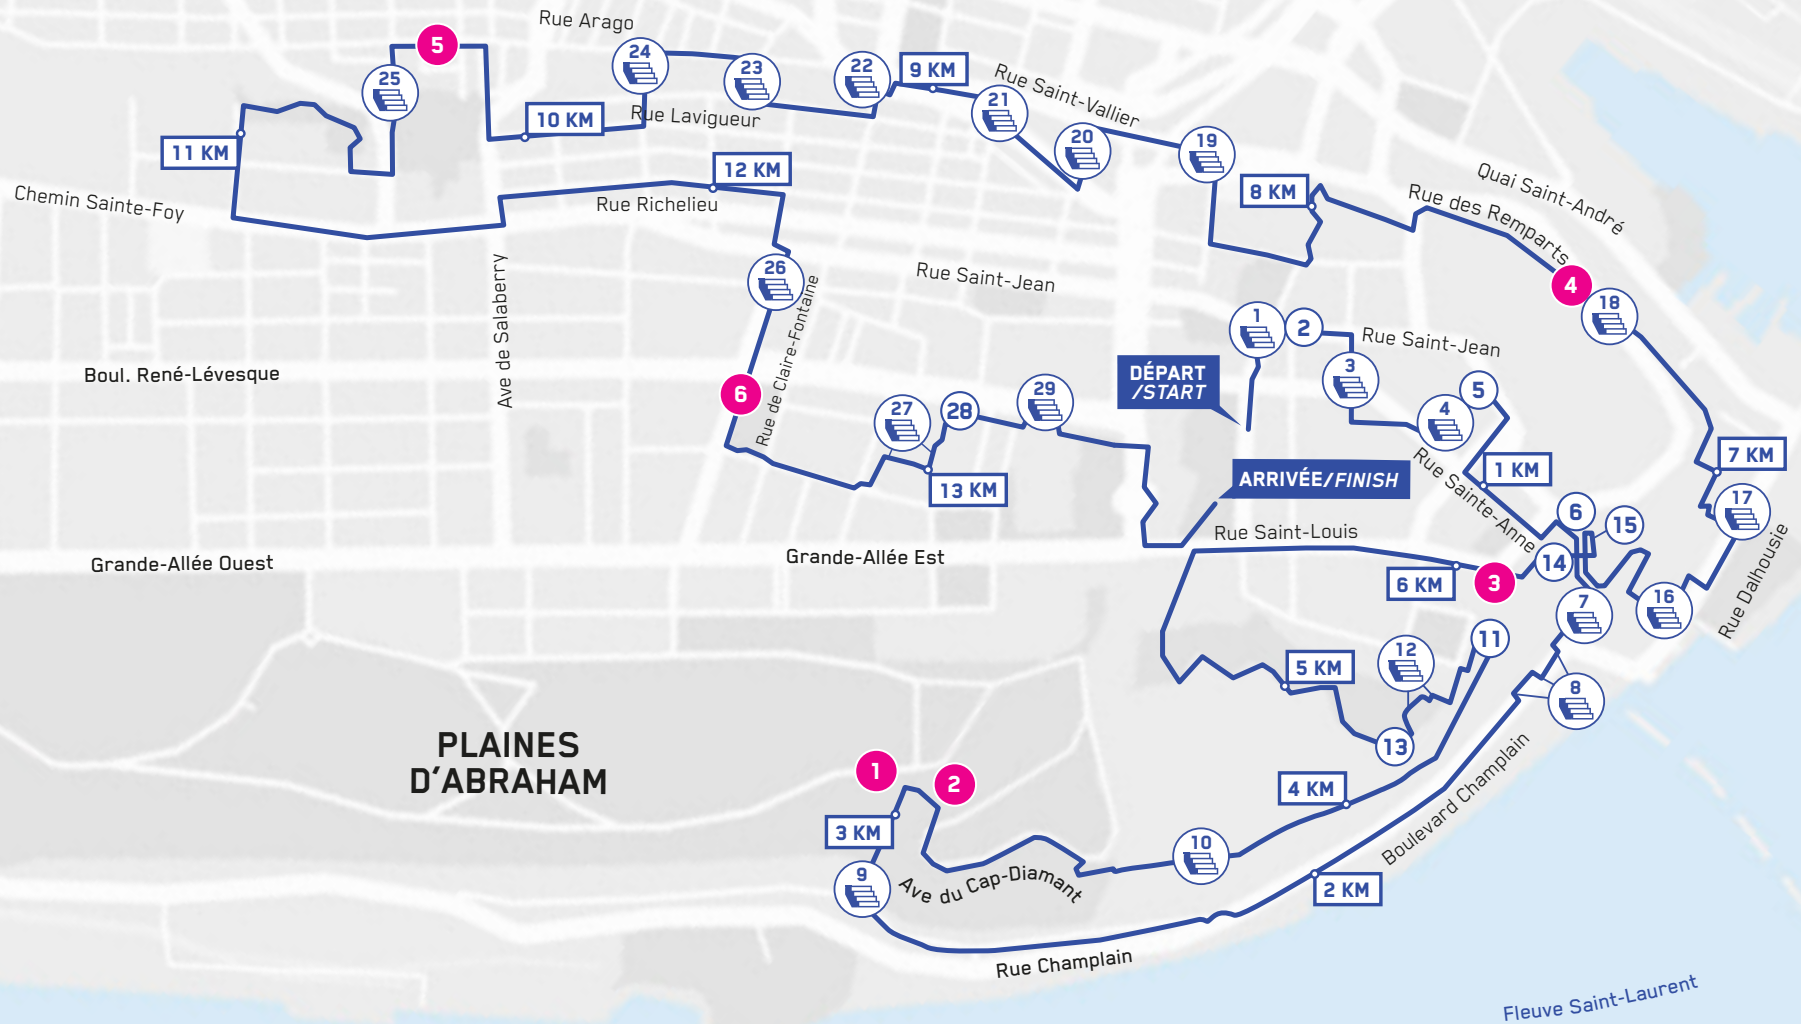 Rue Arago
5
24
23
22
9 KM
Rue Saint-Vallier
25
21
10 KM
Rue Lavigueur
20
19
11 KM
12 KM
8 KM
Quai Saint-André
Rue des Remparts
Chemin Sainte-Foy
Rue Richelieu
26
Rue Saint-Jean
4
18
Ave de Salaberry
Rue de Claire-Fontaine
1
2
Rue Saint-Jean
Boul. René-Lévesque
DÉPART
/START
3
6
27
28
29
4
5
7 KM
13 KM
ARRIVÉE/FINISH
Rue Sainte-Anne
1 KM
17
6
15
Rue Saint-Louis
Grande-Allée Ouest
Grande-Allée Est
14
Rue Dalhousie
6 KM
3
7
16
11
12
5 KM
8
PLAINES
D'ABRAHAM
13
1
2
4 KM
Boulevard Champlain
3 KM
10
9
Ave du Cap-Diamant
2 KM
Rue Champlain
Fleuve Saint-Laurent